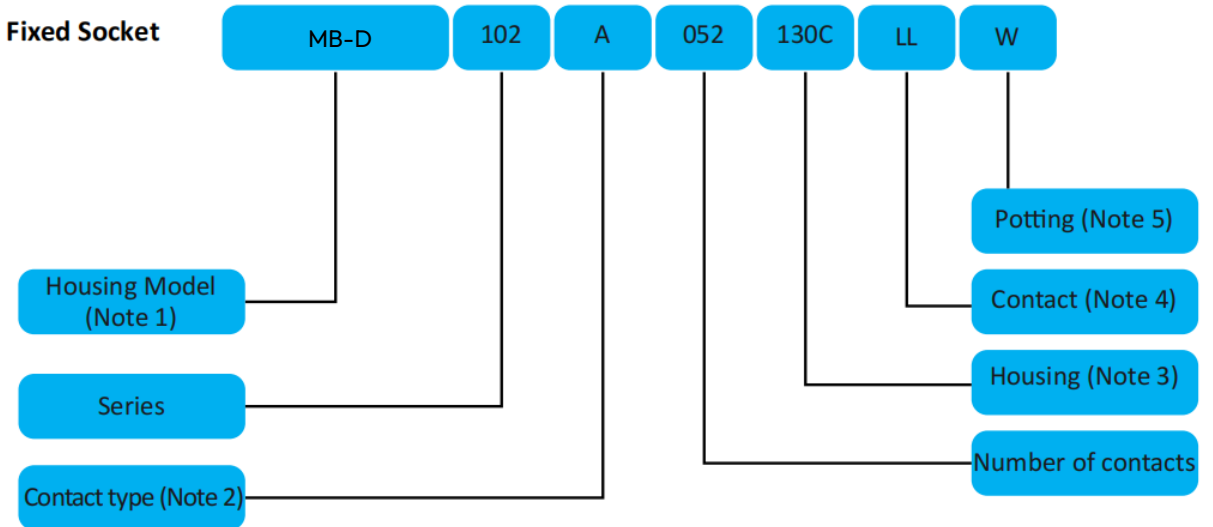 Fixed Socket
MB-D 102 A 052 130C LL W
Potting (Note 5)
Housing Model
(Note 1)
Contact (Note 4)
Housing (Note 3)
Series
Number of contacts
Contact type (Note 2)